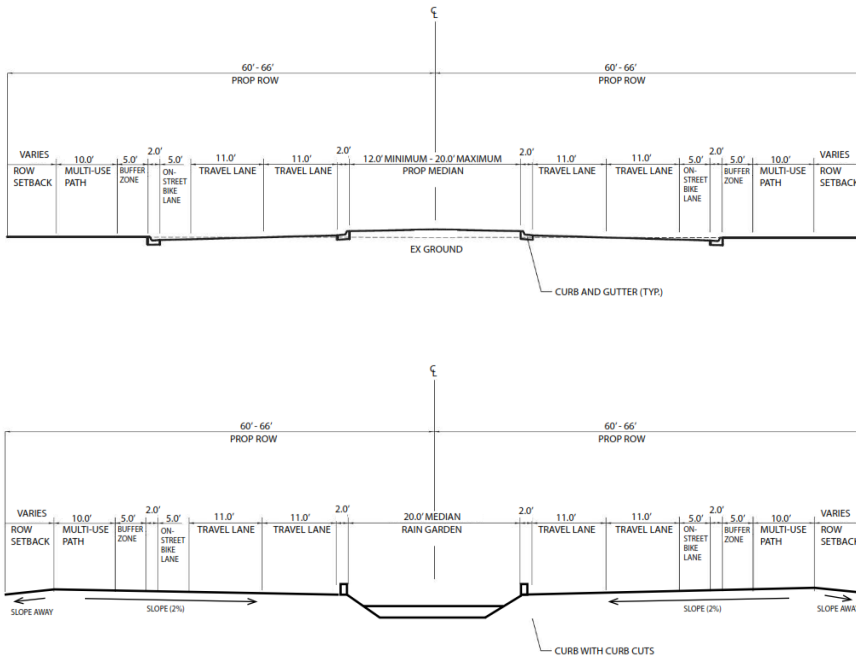 ℄
60' - 66'
PROP ROW
60' - 66'
PROP ROW
VARIES
ROW
SETBACK
10.0'
MULTI-USE
PATH
5.0'
BUFFER
ZONE
2.0'
5.0'
ON-
STREET
BIKE
LANE
11.0'
TRAVEL LANE
11.0'
TRAVEL LANE
2.0'
12.0' MINIMUM - 20.0' MAXIMUM
PROP MEDIAN
2.0'
11.0'
TRAVEL LANE
11.0'
TRAVEL LANE
5.0'
ON-
STREET
BIKE
LANE
2.0'
5.0'
BUFFER
ZONE
10.0'
MULTI-USE
PATH
VARIES
ROW
SETBACK
EX GROUND
CURB AND GUTTER (TYP.)
℄
60' - 66'
PROP ROW
60' - 66'
PROP ROW
VARIES
ROW
SETBACK
10.0'
MULTI-USE
PATH
5.0'
BUFFER
ZONE
2.0'
5.0'
ON-
STREET
BIKE
LANE
11.0'
TRAVEL LANE
11.0'
TRAVEL LANE
2.0'
20.0' MEDIAN
RAIN GARDEN
2.0'
11.0'
TRAVEL LANE
11.0'
TRAVEL LANE
5.0'
ON-
STREET
BIKE
LANE
2.0'
5.0'
BUFFER
ZONE
10.0'
MULTI-USE
PATH
VARIES
ROW
SETBACK
SLOPE AWAY
SLOPE (2%)
SLOPE (2%)
SLOPE AWAY
CURB WITH CURB CUTS